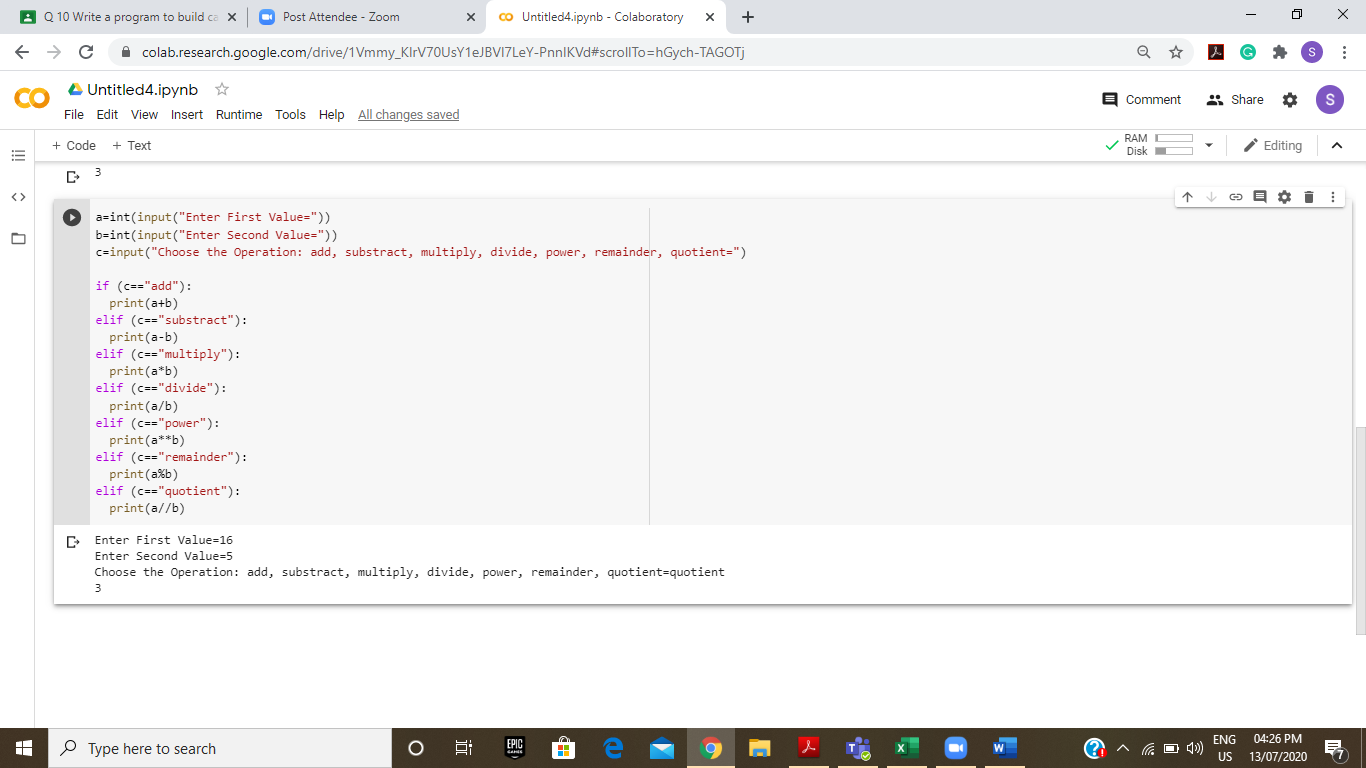 Q 10 Write a program to build ca
Post Attendee - Zoom
Untitled4.ipynb - Colaboratory
colab.research.google.com/drive/1Vmmy_KlrV70UsY1eJBVI7LeY-PnnIKVd#scrollTo=hGych-TAGOTj
S
Untitled4.ipynb
File Edit View Insert Runtime Tools Help All changes saved
Comment Share S
+ Code + Text
RAM
Disk
Editing
3
a=int(input("Enter First Value="))
b=int(input("Enter Second Value="))
c=input("Choose the Operation: add, substract, multiply, divide, power, remainder, quotient=")
if (c=="add"):
  print(a+b)
elif (c=="substract"):
  print(a-b)
elif (c=="multiply"):
  print(a*b)
elif (c=="divide"):
  print(a/b)
elif (c=="power"):
  print(a**b)
elif (c=="remainder"):
  print(a%b)
elif (c=="quotient"):
  print(a//b)
Enter First Value=16
Enter Second Value=5
Choose the Operation: add, substract, multiply, divide, power, remainder, quotient=quotient
3
Type here to search
EPIC
GAMES
ENG
US
04:26 PM
13/07/2020
7